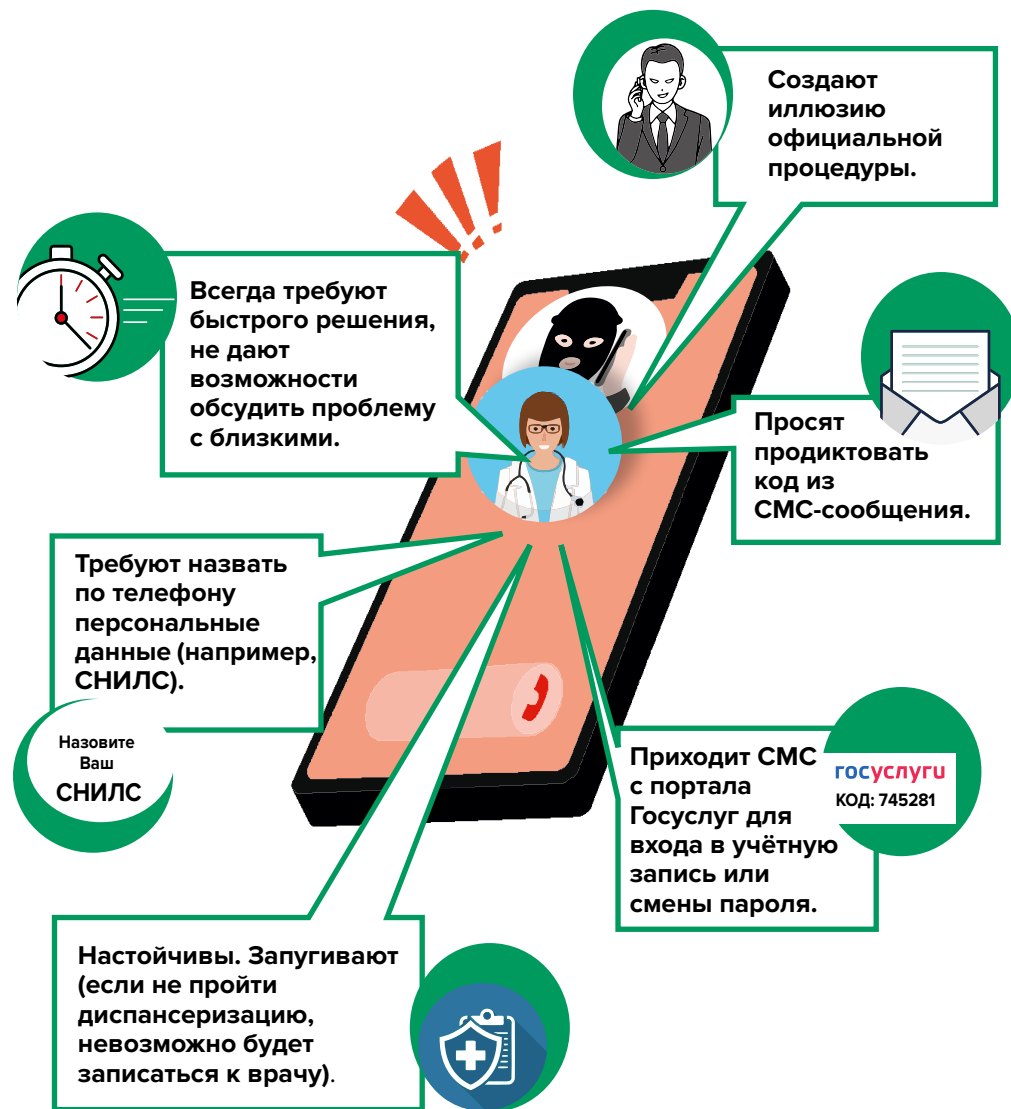 Создают
иллюзию
официальной
процедуры.
Всегда требуют
быстрого решения,
не дают
возможности
обсудить проблему
с близкими.
Просят
продиктовать
код из
СМС-сообщения.
Требуют назвать
по телефону
персональные
данные (например,
СНИЛС).
Назовите
Ваш
СНИЛС
Приходит СМС
с портала
Госуслуг для
входа в учётную
запись или
смены пароля.
госуслуги
КОД: 745281
Настойчивы. Запугивают
(если не пройти
диспансеризацию,
невозможно будет
записаться к врачу).